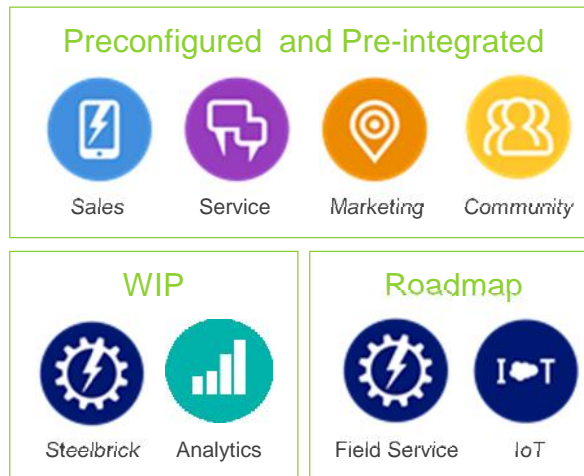 Preconfigured and Pre-integrated
Sales Service Marketing Community
WIP
Steelbrick Analytics
Roadmap
I T
Field Service IoT